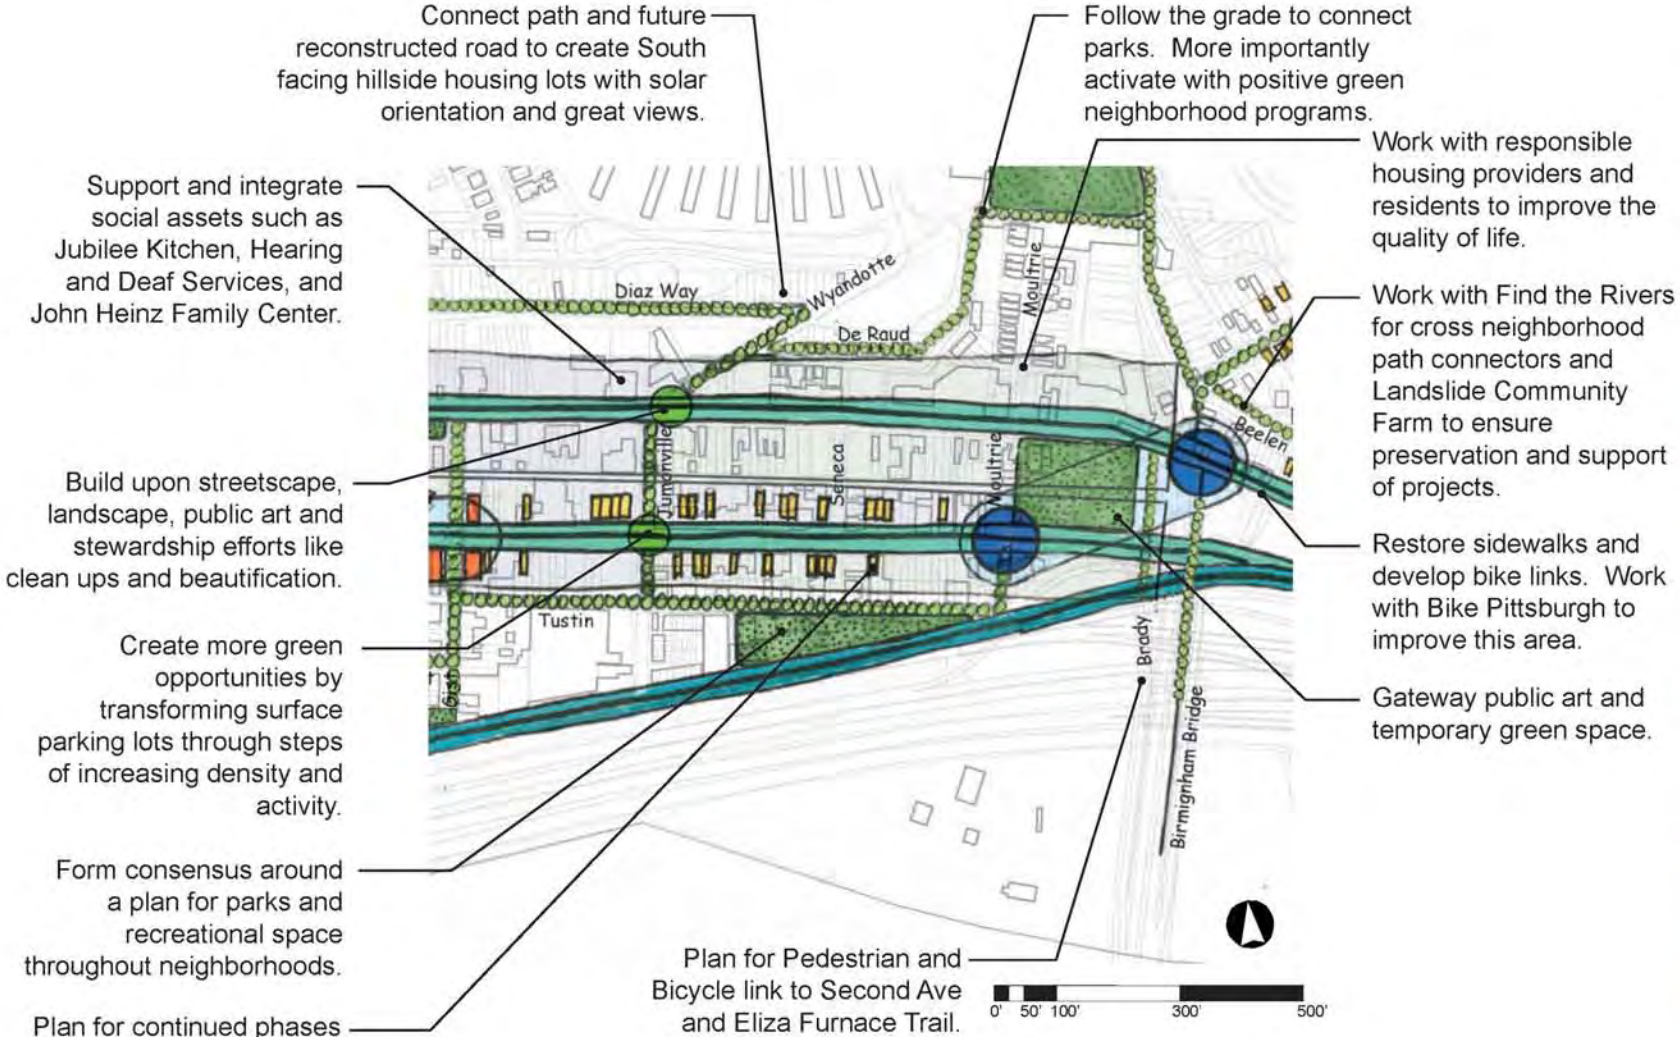 Connect path and future
reconstructed road to create South
facing hillside housing lots with solar
orientation and great views.
Follow the grade to connect
parks. More importantly
activate with positive green
neighborhood programs.
Work with responsible
housing providers and
residents to improve the
quality of life.
Support and integrate
social assets such as
Jubilee Kitchen, Hearing
and Deaf Services, and
John Heinz Family Center.
Work with Find the Rivers
for cross neighborhood
path connectors and
Landslide Community
Farm to ensure
preservation and support
of projects.
Build upon streetscape,
landscape, public art and
stewardship efforts like
clean ups and beautification.
Restore sidewalks and
develop bike links. Work
with Bike Pittsburgh to
improve this area.
Create more green
opportunities by
transforming surface
parking lots through steps
of increasing density and
activity.
Gateway public art and
temporary green space.
Form consensus around
a plan for parks and
recreational space
throughout neighborhoods.
Plan for continued phases
Plan for Pedestrian and
Bicycle link to Second Ave
and Eliza Furnace Trail.
Diaz Way
Wyandotte
De Raud
Moultrie
Beelen
Jumonville
Seneca
Moultrie
Tustin
Gist
Brady
Birmignham Bridge
0' 50' 100' 300' 500'